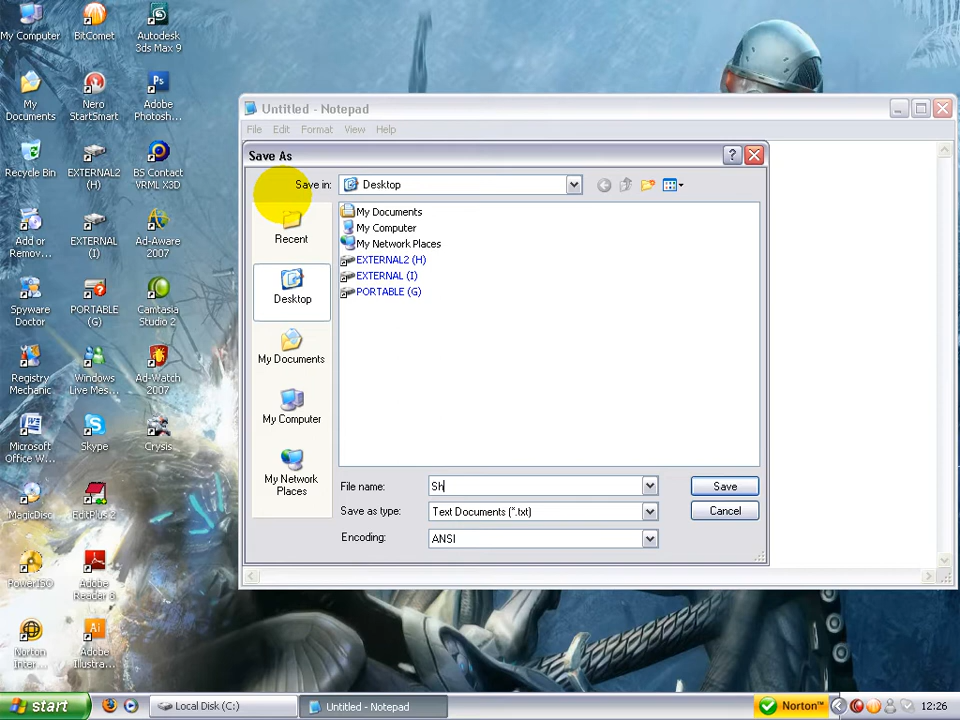 My Computer
BitComet
Autodesk
3ds Max 9
My
Documents
Nero
StartSmart
Adobe
Photosh...
Recycle Bin
EXTERNAL2
(H)
BS Contact
VRML X3D
Add or
Remov...
EXTERNAL
(I)
Ad-Aware
2007
Spyware
Doctor
PORTABLE
(G)
Camtasia
Studio 2
Registry
Mechanic
Windows
Live Mes...
Ad-Watch
2007
Microsoft
Office W...
Skype
Crysis
MagicDisc
EditPlus 2
PowerISO
Adobe
Reader 8
Norton
Inter...
Adobe
Illustra...
Untitled - Notepad
File Edit Format View Help
Save As
Save in: Desktop
Recent
Desktop
My Documents
My Computer
My Network
Places
My Documents
My Computer
My Network Places
EXTERNAL2 (H)
EXTERNAL (I)
PORTABLE (G)
File name: Sh Save
Save as type: Text Documents (*.txt) Cancel
Encoding: ANSI
start Local Disk (C:) Untitled - Notepad Norton™ 12:26